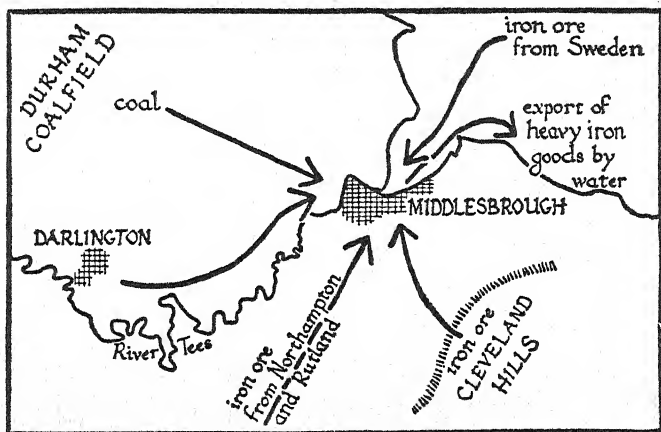 DURHAM
COALFIELD
coal
iron ore
from Sweden
export of
heavy iron
goods by
water
MIDDLESBROUGH
DARLINGTON
River Tees
iron ore
from Northampton
and Rutland
iron ore
CLEVELAND
HILLS